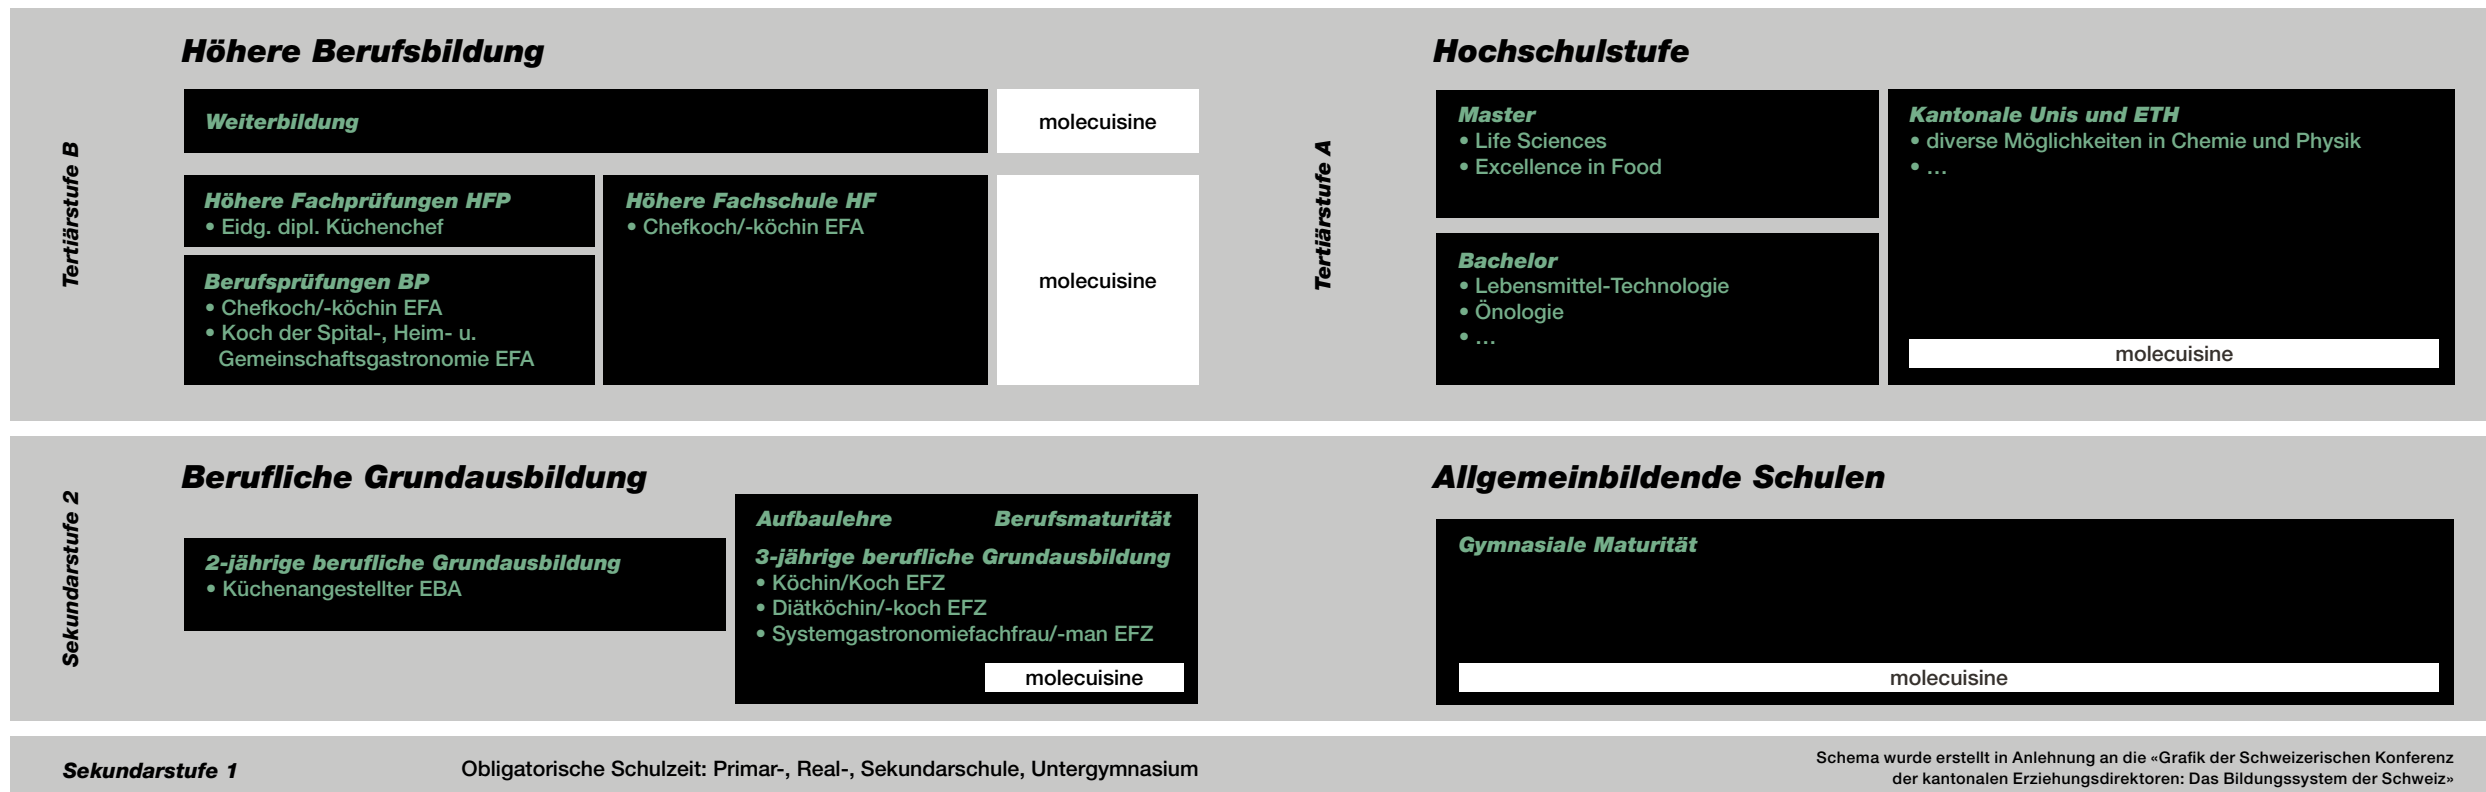 Höhere Berufsbildung
Tertiärstufe B
Weiterbildung
molecuisine
Höhere Fachprüfungen HFP
• Eidg. dipl. Küchenchef
Berufsprüfungen BP
• Chefkoch/-köchin EFA
• Koch der Spital-, Heim- u.
Gemeinschaftsgastronomie EFA
Höhere Fachschule HF
• Chefkoch/-köchin EFA
molecuisine
Hochschulstufe
Tertiärstufe A
Master
• Life Sciences
• Excellence in Food
Bachelor
• Lebensmittel-Technologie
• Önologie
• ...
Kantonale Unis und ETH
• diverse Möglichkeiten in Chemie und Physik
• ...
molecuisine
Berufliche Grundausbildung
Sekundarstufe 2
2-jährige berufliche Grundausbildung
• Küchenangestellter EBA
Aufbaulehre Berufsmaturität
3-jährige berufliche Grundausbildung
• Köchin/Koch EFZ
• Diätköchin/-koch EFZ
• Systemgastronomiefachfrau/-man EFZ
molecuisine
Allgemeinbildende Schulen
Gymnasiale Maturität
molecuisine
Sekundarstufe 1
Obligatorische Schulzeit: Primar-, Real-, Sekundarschule, Untergymnasium
Schema wurde erstellt in Anlehnung an die «Grafik der Schweizerischen Konferenz
der kantonalen Erziehungsdirektoren: Das Bildungssystem der Schweiz»